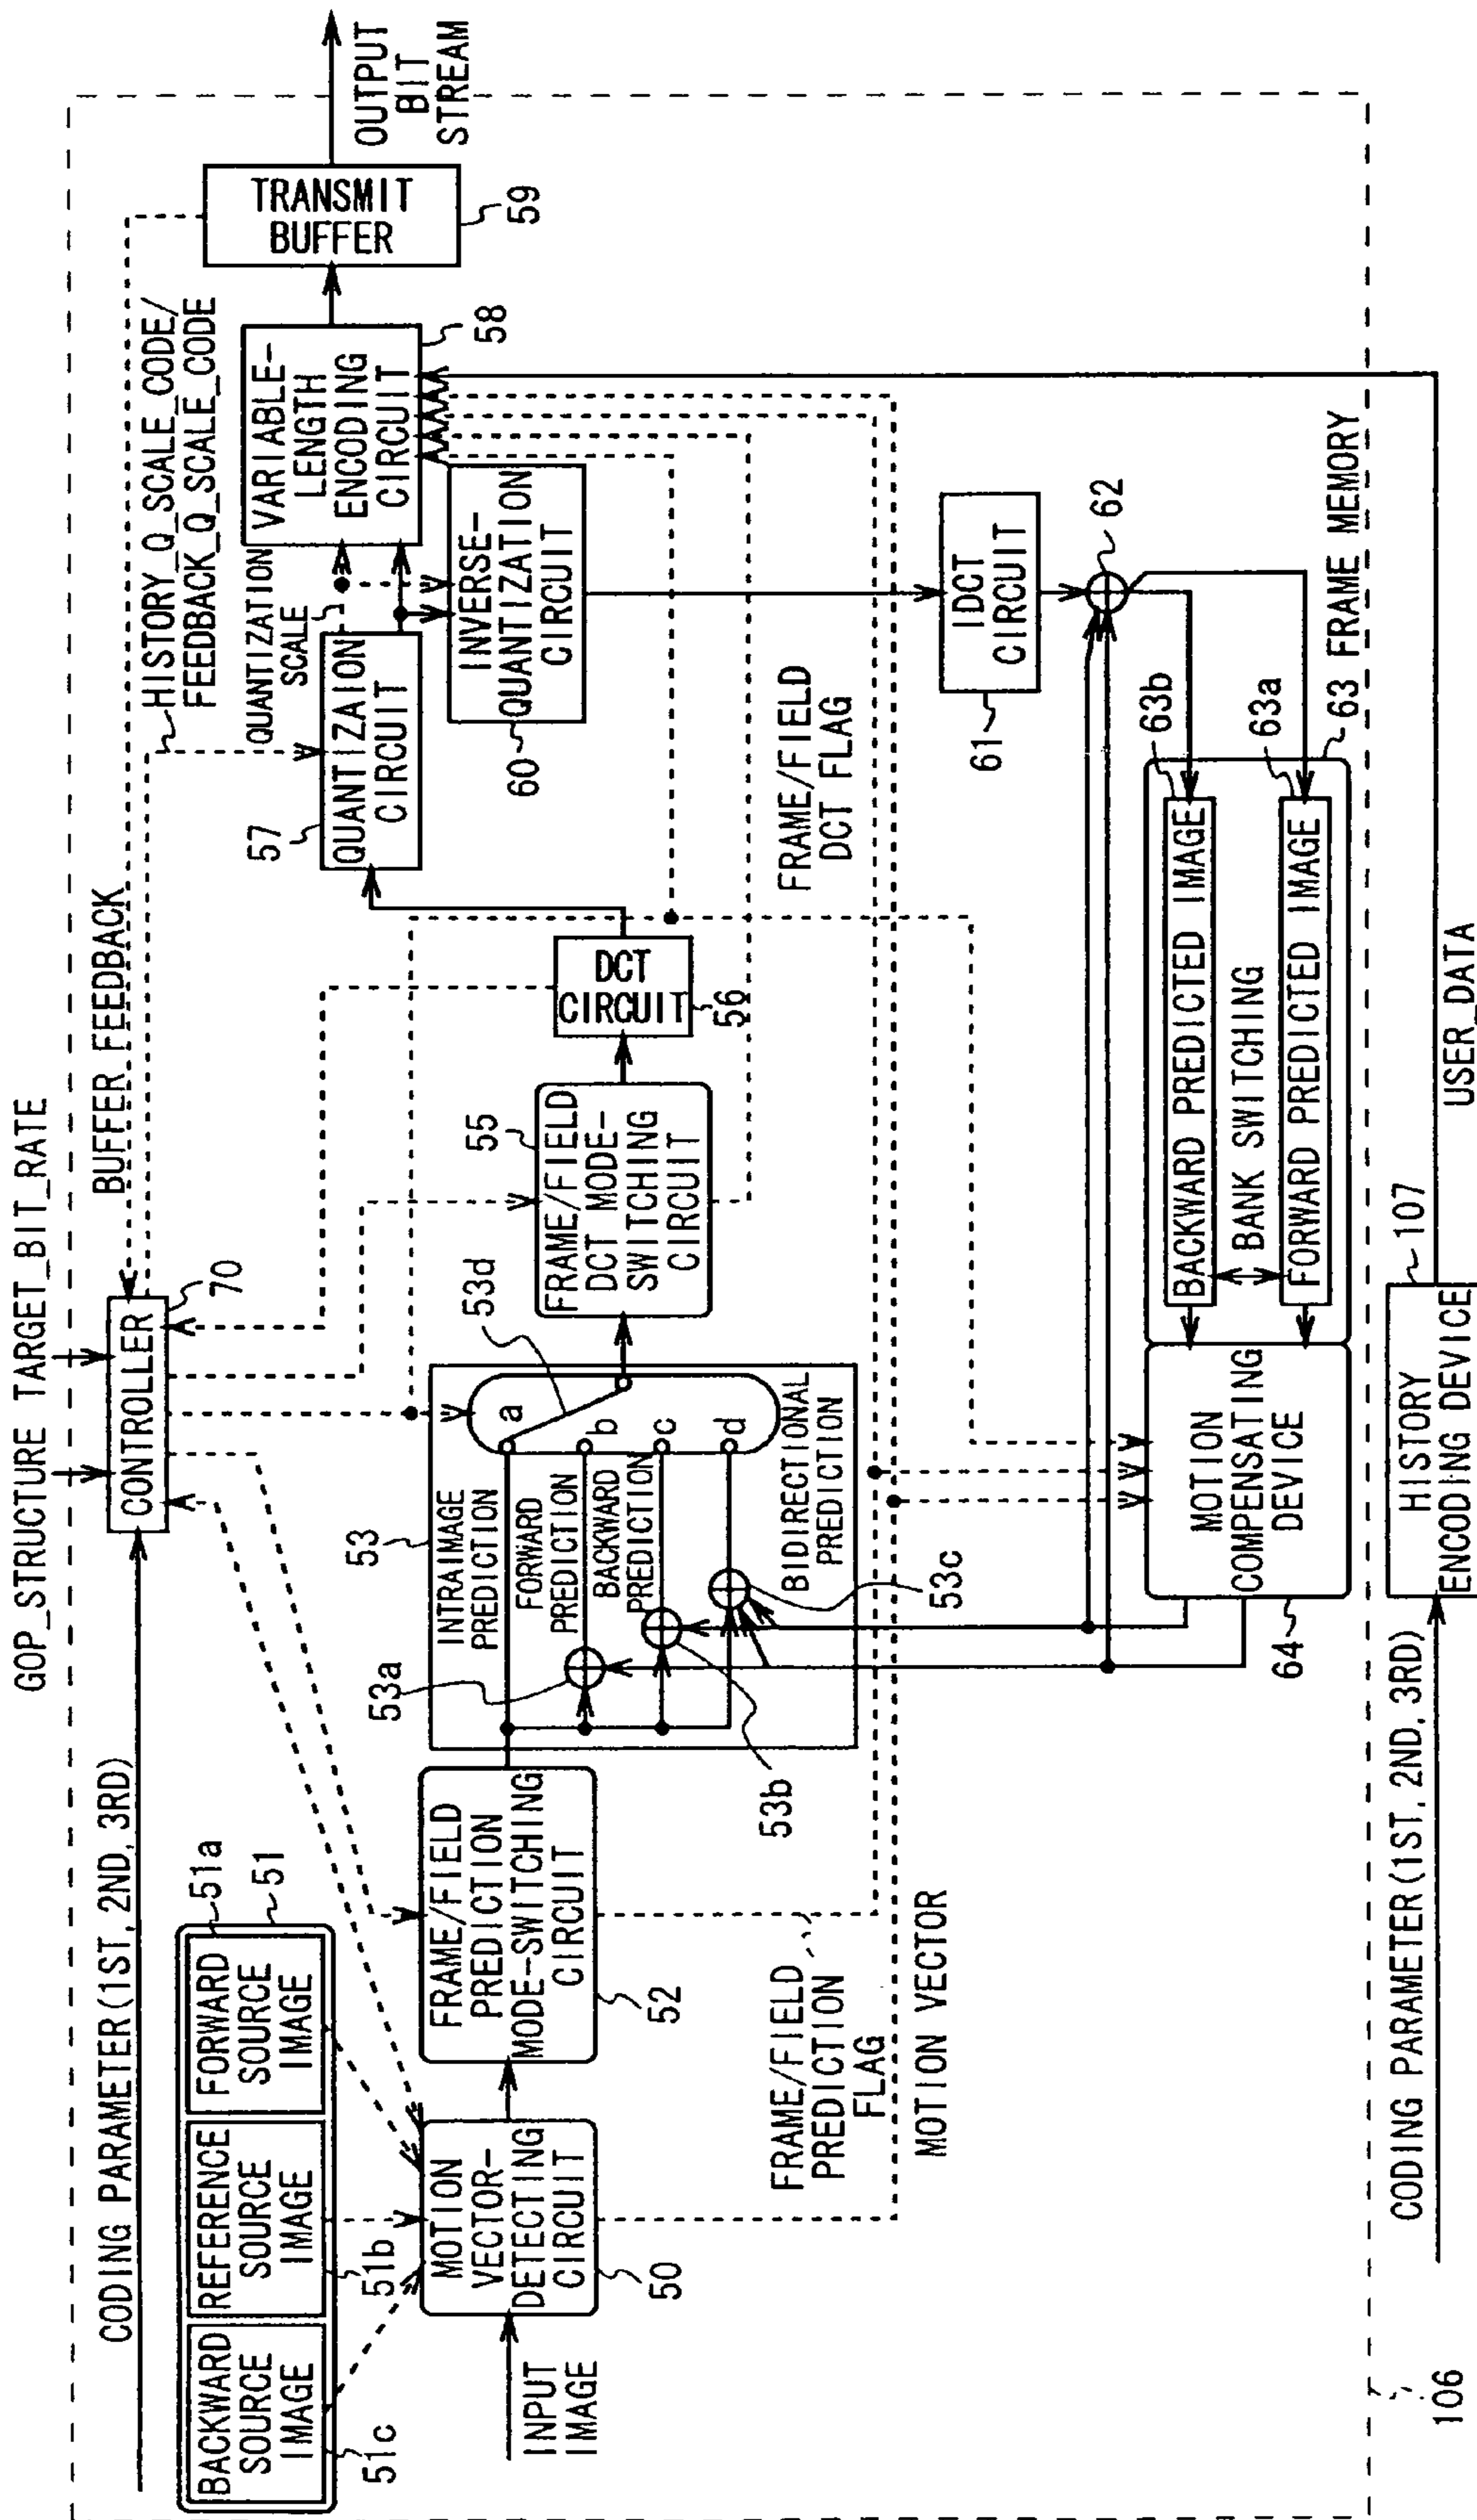 GOP_STRUCTURE TARGET_BIT_RATE
CODING PARAMETER(1ST, 2ND, 3RD)
CONTROLLER
70
BUFFER FEEDBACK
HISTORY_Q_SCALE_CODE/
FEEDBACK_Q_SCALE_CODE
BACKWARD
SOURCE
IMAGE
51c
REFERENCE
SOURCE
IMAGE
51b
FORWARD
SOURCE
IMAGE
51a
51
INPUT
IMAGE
MOTION
VECTOR-
DETECTING
CIRCUIT
50
FRAME/FIELD
PREDICTION
MODE-SWITCHING
CIRCUIT
52
FRAME/FIELD
PREDICTION
FLAG
MOTION VECTOR
53
INTRAIMAGE
PREDICTION
FORWARD
PREDICTION
BACKWARD
PREDICTION
BIDIRECTIONAL
PREDICTION
a
b
c
d
53a
53b
53c
53d
FRAME/FIELD
DCT MODE-
SWITCHING
CIRCUIT
55
DCT
CIRCUIT
56
FRAME/FIELD
DCT FLAG
QUANTIZAION
CIRCUIT
57
QUANTIZATION
SCALE
VARIABLE-
LENGTH
ENCODING
CIRCUIT
58
TRANSMIT
BUFFER
59
OUTPUT
BIT
STREAM
INVERSE-
QUANTIZATION
CIRCUIT
60
IDCT
CIRCUIT
61
62
63 FRAME MEMORY
63b
63a
BACKWARD PREDICTED IMAGE
BANK SWITCHING
FORWARD PREDICTED IMAGE
MOTION
COMPENSATING
DEVICE
64
CODING PARAMETER(1ST, 2ND, 3RD)
HISTORY
ENCODING DEVICE
107
USER_DATA
106